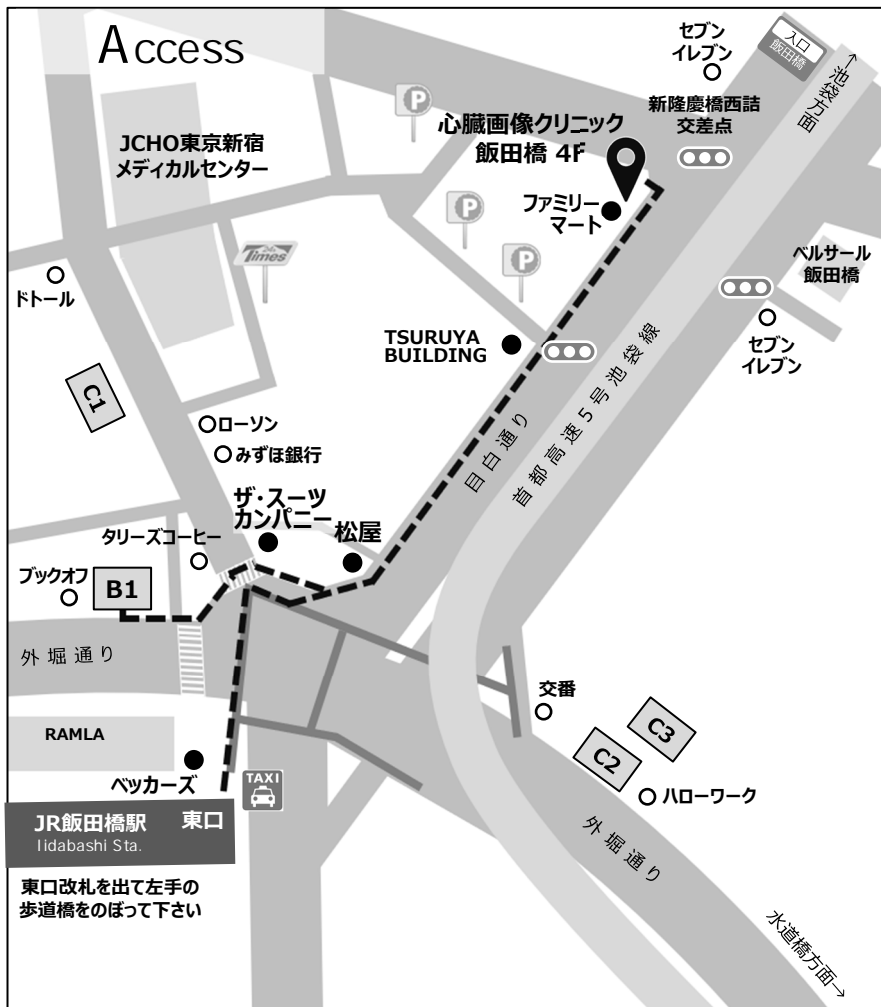 Access
セブン
イレブン
入口
飯田橋
←池袋方面
P
心臓画像クリニック
飯田橋 4F
新隆慶橋西詰
交差点
JCHO東京新宿
メディカルセンター
P
ファミリー
マート
P
Times
ベルサール
飯田橋
ドトール
TSURUYA
BUILDING
セブン
イレブン
C1
首都高速5号池袋線
目白通り
ローソン
みずほ銀行
ザ・スーツ
カンパニー
松屋
タリーズコーヒー
ブックオフ
B1
外堀通り
交番
C3
C2
RAMLA
ベッカーズ
TAXI
ハローワーク
JR飯田橋駅 東口
Iidabashi Sta.
外堀通り
東口改札を出て左手の
歩道橋をのぼって下さい
水道橋方面→